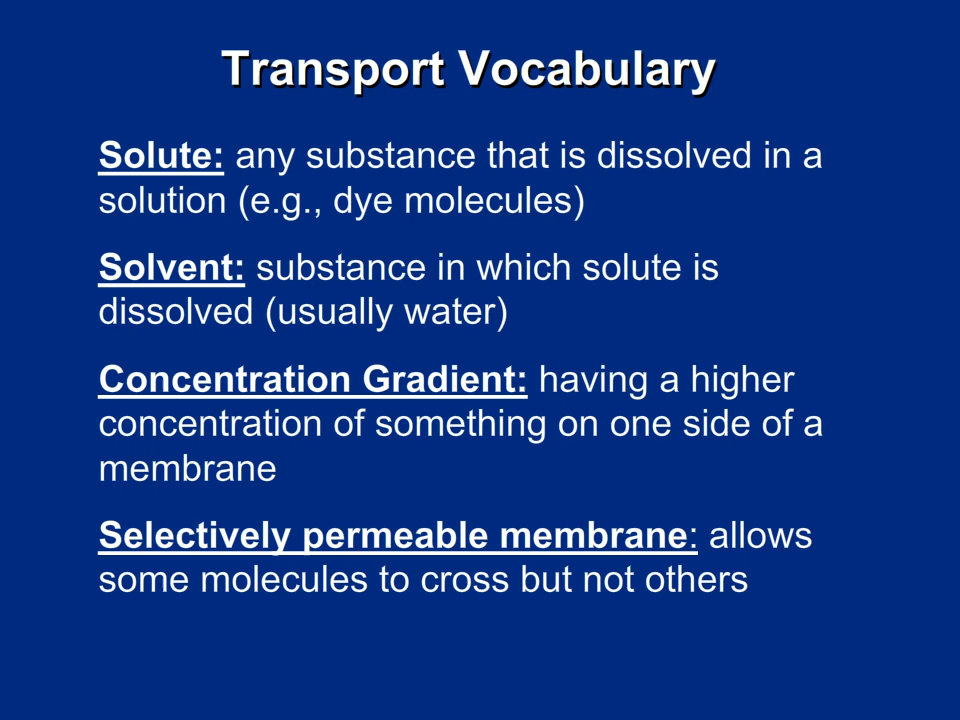 Transport Vocabulary
Solute: any substance that is dissolved in a
solution (e.g., dye molecules)
Solvent: substance in which solute is
dissolved (usually water)
Concentration Gradient: having a higher
concentration of something on one side of a
membrane
Selectively permeable membrane: allows
some molecules to cross but not others